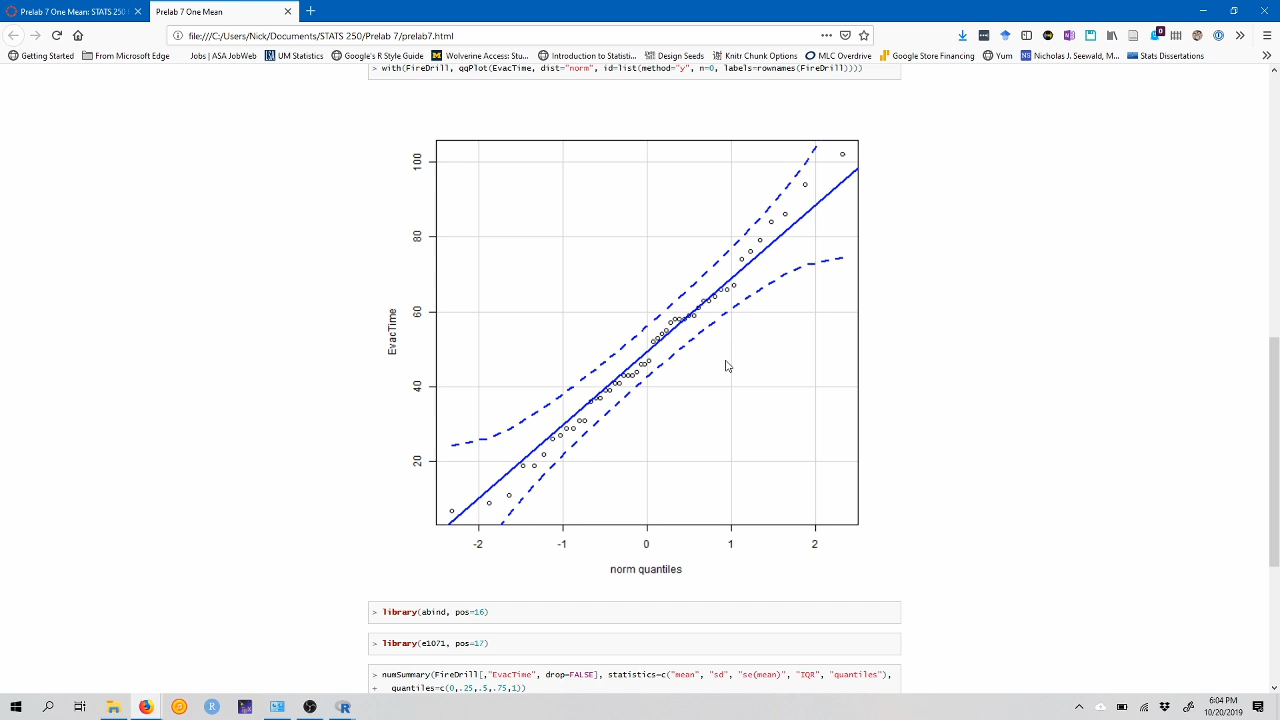 Prelab 7 One Mean: STATS 250
Prelab 7 One Mean
file:///C:/Users/Nick/Documents/STATS 250/Prelab 7/prelab7.html
Getting Started From Microsoft Edge Jobs | ASA JobWeb UM Statistics Google's R Style Guide Wolverine Access: Stu... Introduction to Statisti... Design Seeds Knitr Chunk Options MLC Overdrive Google Store Financing Yum Nicholas J. Seewald, M... Stats Dissertations
> with(FireDrill, qqPlot(EvacTime, dist="norm", id=list(method="y", n=0, labels=rownames(FireDrill))))
100
80
60
40
20
EvacTime
-2 -1 0 1 2
norm quantiles
> library(abind, pos=16)
> library(e1071, pos=17)
> numSummary(FireDrill[,"EvacTime", drop=FALSE], statistics=c("mean", "sd", "se(mean)", "IQR", "quantiles"),
+ quantiles=c(0,.25,.5,.75,1))
6:04 PM
10/20/2019